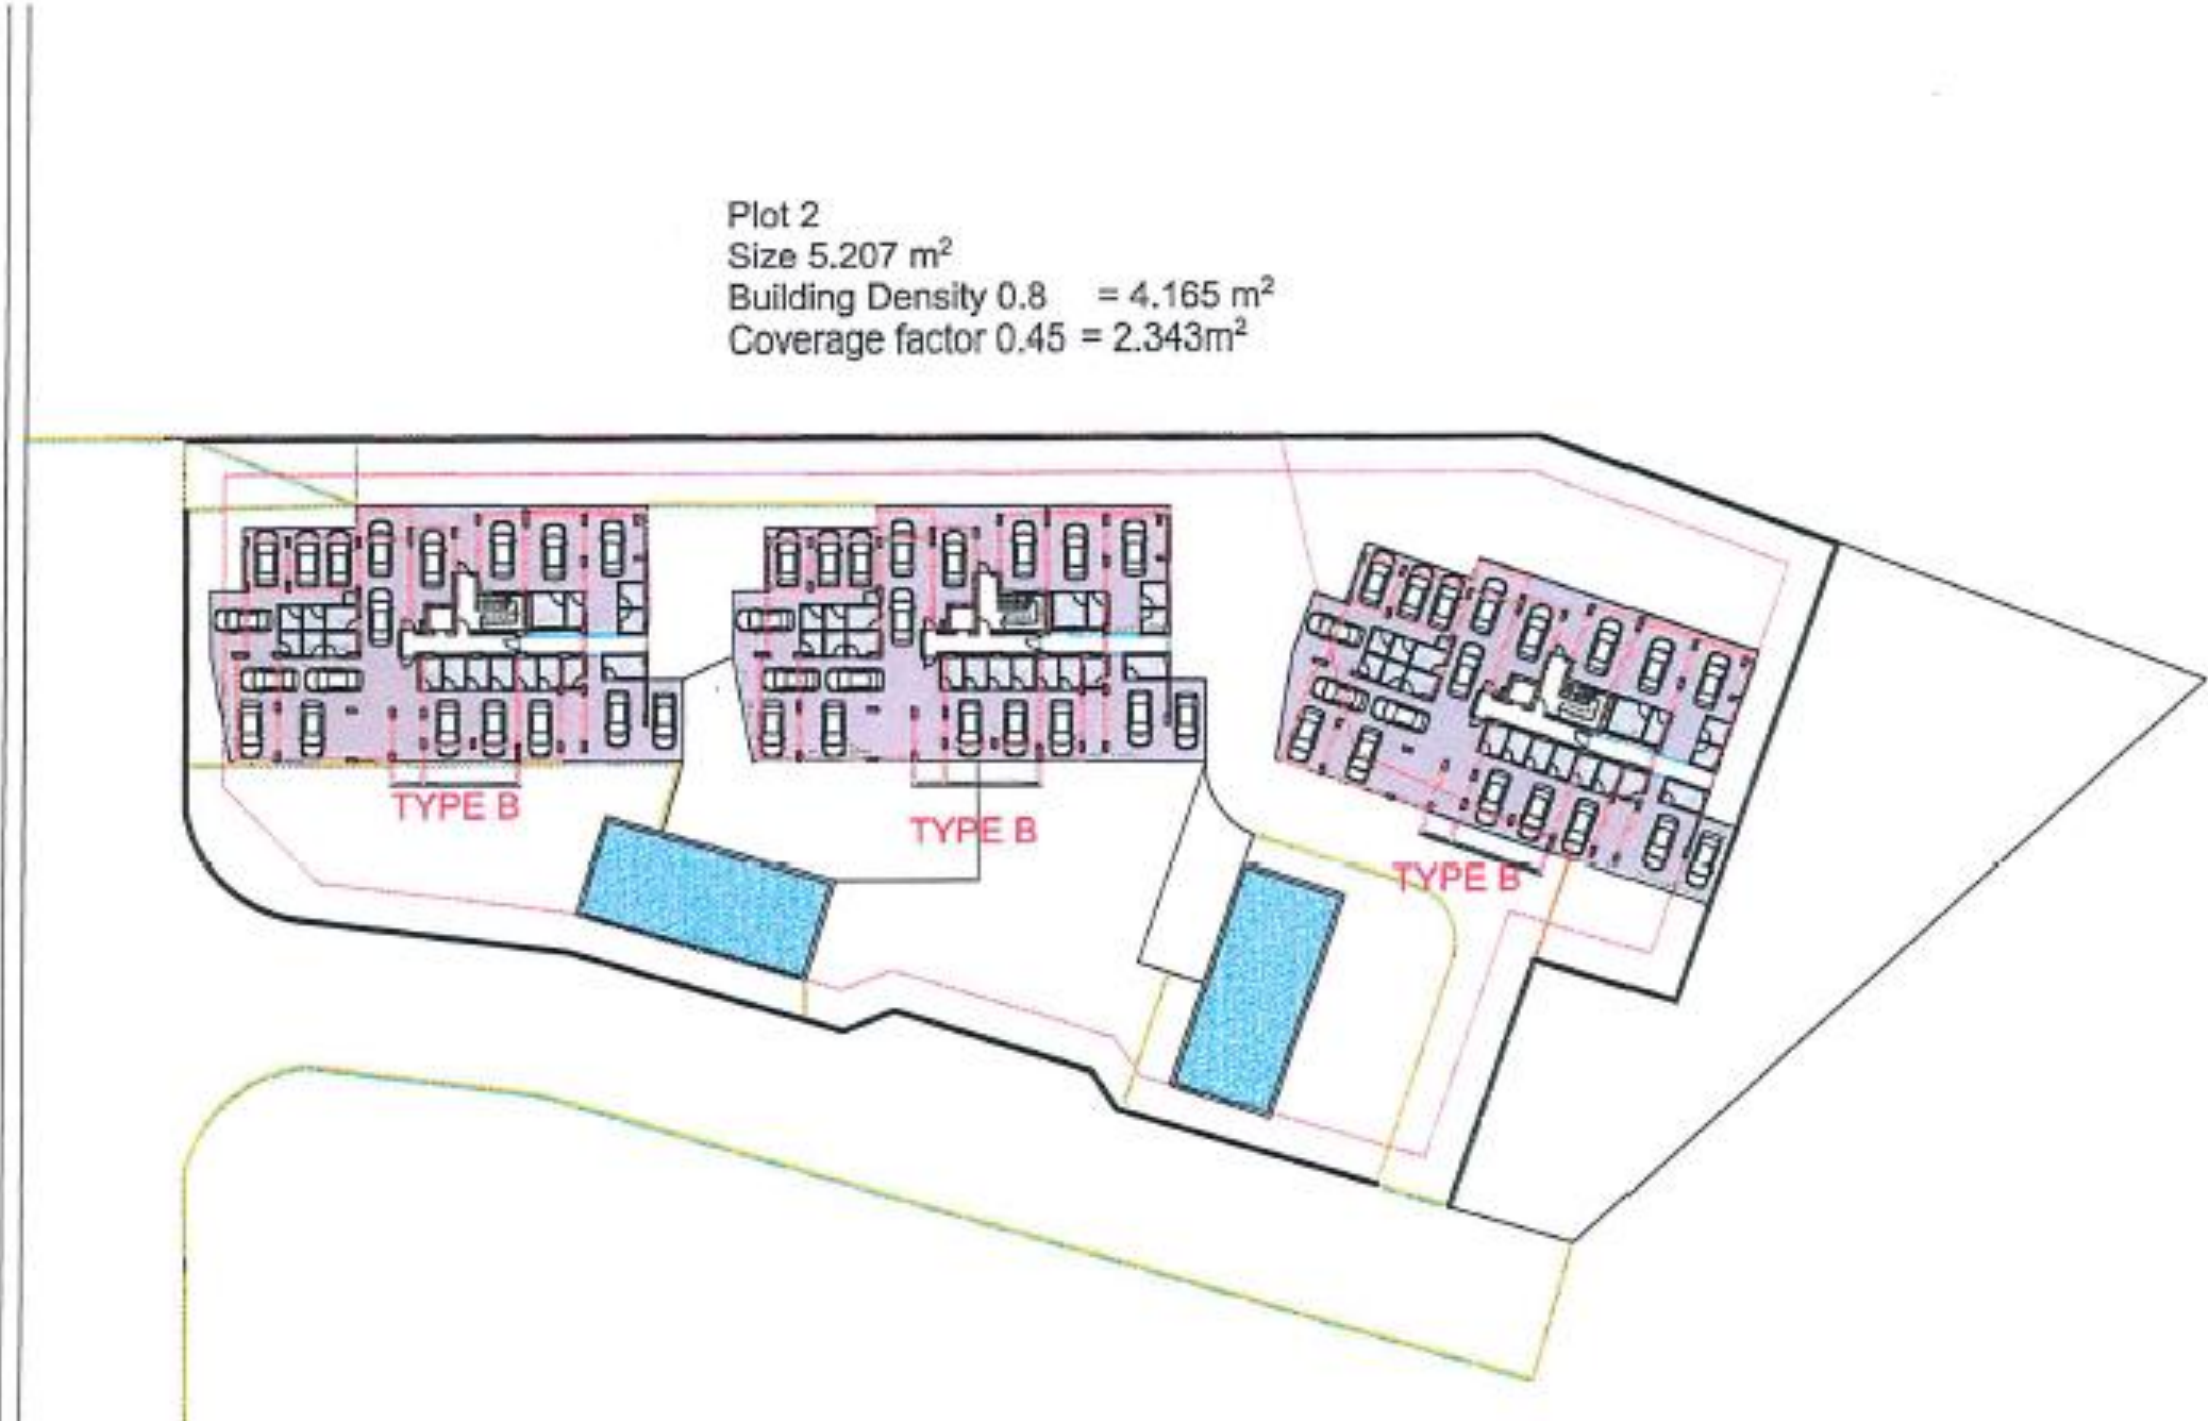 Plot 2
Size 5.207 m²
Building Density 0.8 = 4.165 m²
Coverage factor 0.45 = 2.343m²
TYPE B
TYPE B
TYPE B